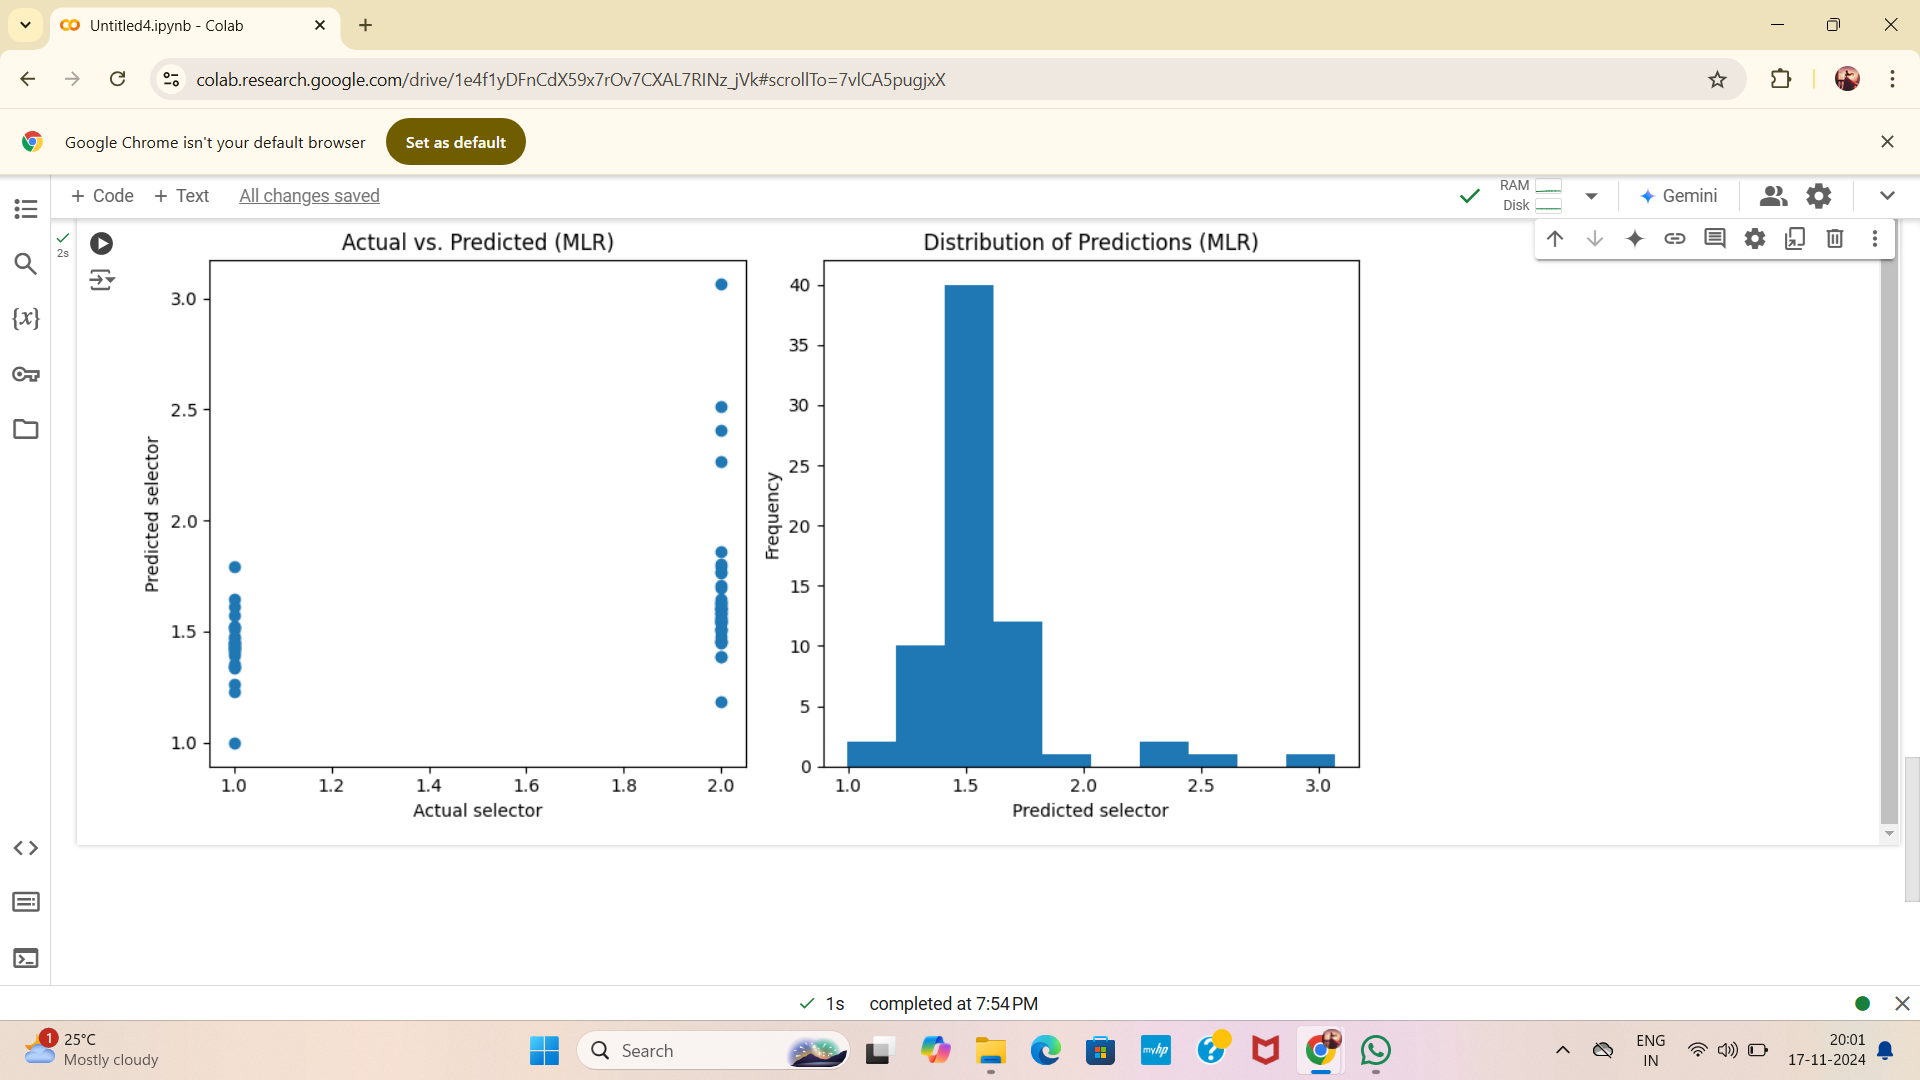 Untitled4.ipynb - Colab
colab.research.google.com/drive/1e4f1yDFnCdX59x7rOv7CXAL7RINz_jVk#scrollTo=7vlCA5pugjxX
Google Chrome isn't your default browser
Set as default
+ Code + Text All changes saved
RAM
Disk
Gemini
2s
{x}
Actual vs. Predicted (MLR)
3.0
2.5
2.0
1.5
1.0
Predicted selector
1.0 1.2 1.4 1.6 1.8 2.0
Actual selector
Distribution of Predictions (MLR)
40
35
30
25
20
15
10
5
0
Frequency
1.0 1.5 2.0 2.5 3.0
Predicted selector
1s completed at 7:54 PM
1
25°C
Mostly cloudy
Search
myhp
ENG
IN
20:01
17-11-2024